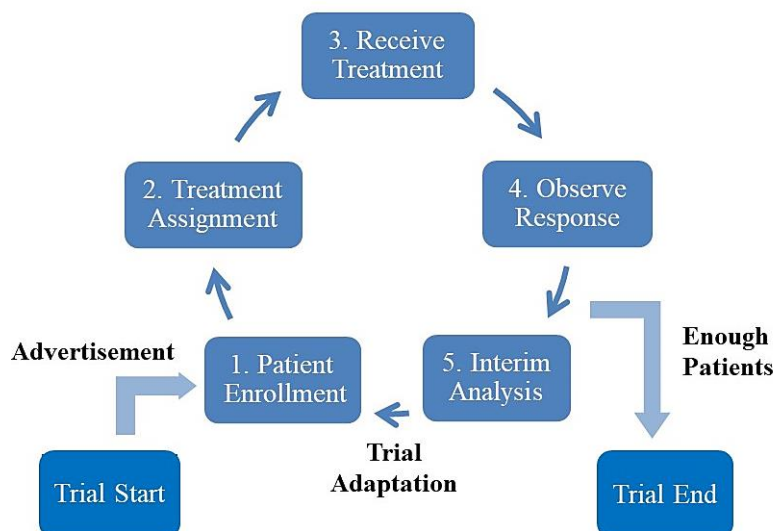 3. Receive
Treatment
2. Treatment
Assignment
4. Observe
Response
Advertisement
1. Patient
Enrollment
5. Interim
Analysis
Enough
Patients
Trial
Adaptation
Trial Start
Trial End